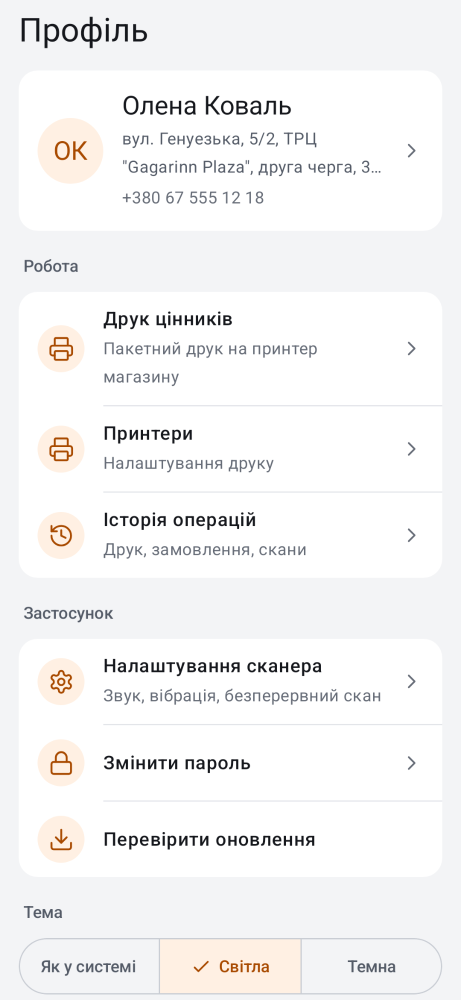 Профіль
Олена Коваль
ОК
вул. Генуезька, 5/2, ТРЦ
"Gagarinn Plaza", друга черга, 3...
+380 67 555 12 18
Робота
Друк цінників
Пакетний друк на принтер
магазину
Принтери
Налаштування друку
Історія операцій
Друк, замовлення, скани
Застосунок
Налаштування сканера
Звук, вібрація, безперервний скан
Змінити пароль
Перевірити оновлення
Тема
Як у системі
Світла
Темна